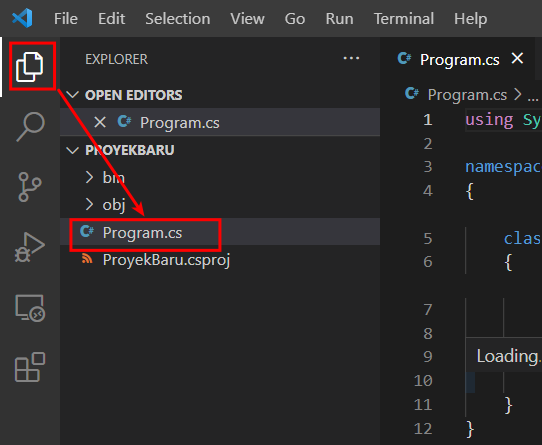 File Edit Selection View Go Run Terminal Help
EXPLORER ...
OPEN EDITORS
C# Program.cs
PROYEKBARU
bin
obj
C# Program.cs
ProyekBaru.csproj
C# Program.cs
C# Program.cs > ...
1 using Sy
2
3 namespac
4 {
5 clas
6 {
7
8
9 Loading.
10
11 }
12 }